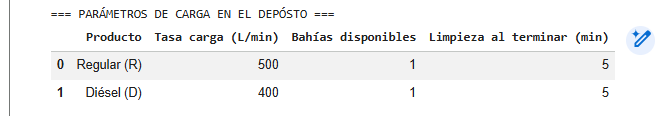 === PARÁMETROS DE CARGA EN EL DEPÓSTO ===
Producto Tasa carga (L/min) Bahías disponibles Limpieza al terminar (min)
0 Regular (R) 500 1 5
1 Diésel (D) 400 1 5